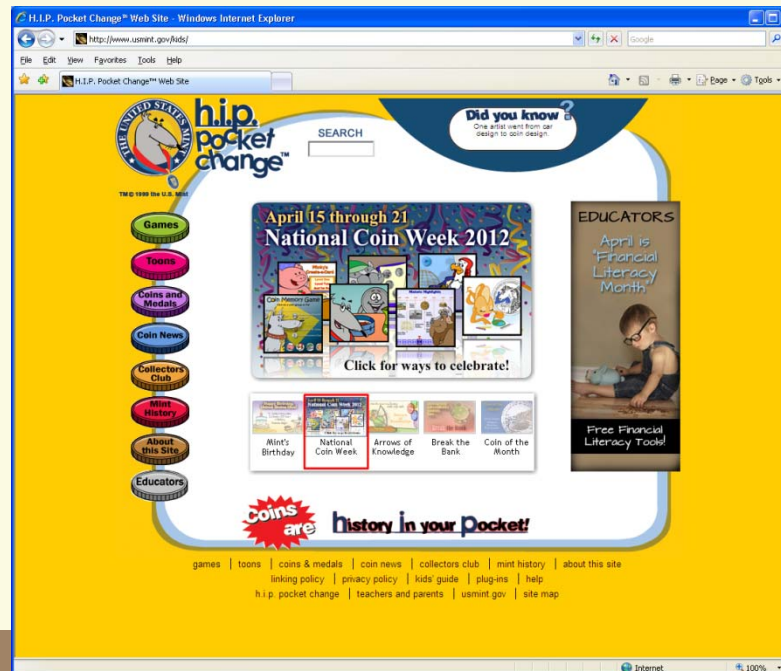 H.I.P. Pocket Change™ Web Site - Windows Internet Explorer
http://www.usmint.gov/kids/
Google
File Edit View Favorites Tools Help
H.I.P. Pocket Change™ Web Site
Page Tools
THE UNITED STATES MINT
h.i.p.
pocket
change™
TM © 1999 the U.S. Mint
SEARCH
Did you know?
One artist went from car
design to coin design.
Games
Toons
Coins and
Medals
Coin News
Collectors
Club
Mint
History
About
this Site
Educators
April 15 through 21
National Coin Week 2012
Coin Memory Game
Click for ways to celebrate!
Mint's
Birthday
National
Coin Week
Arrows of
Knowledge
Break the
Bank
Coin of the
Month
EDUCATORS
April is
"Financial
Literacy
Month"
Free Financial
Literacy Tools!
Coins
are
history in your pocket!
games | toons | coins & medals | coin news | collectors club | mint history | about this site
linking policy | privacy policy | kids' guide | plug-ins | help
h.i.p. pocket change | teachers and parents | usmint.gov | site map
Internet
100%